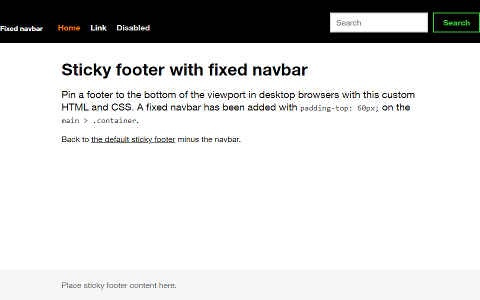 Fixed navbar Home Link Disabled Search Search
Sticky footer with fixed navbar
Pin a footer to the bottom of the viewport in desktop browsers with this custom
HTML and CSS. A fixed navbar has been added with padding-top: 60px; on the
main > .container.
Back to the default sticky footer minus the navbar.
Place sticky footer content here.